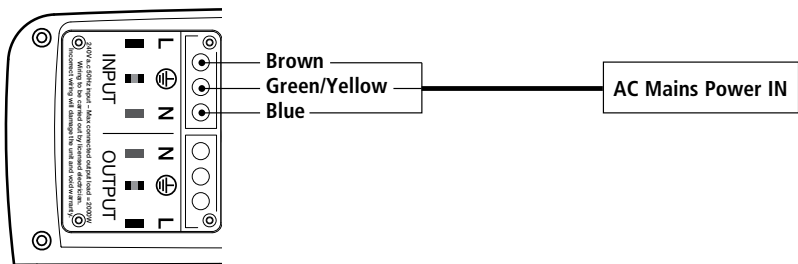 240V a.c 50Hz input – Max connected output load = 2000W
Wiring to be carried out by licensed electrician.
Incorrect wiring will damage the unit and void warranty.
INPUT
L
N
OUTPUT
N
L
Brown
Green/Yellow
Blue
AC Mains Power IN